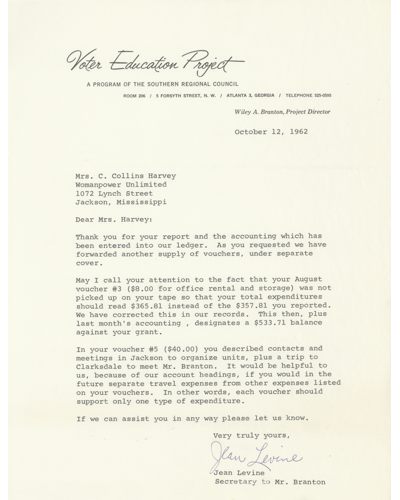 Voter Education Project
A PROGRAM OF THE SOUTHERN REGIONAL COUNCIL
ROOM 206 / 5 FORSYTH STREET, N. W. / ATLANTA 3, GEORGIA / TELEPHONE 525-0595
Wiley A. Branton, Project Director
October 12, 1962
Mrs. C. Collins Harvey
Womanpower Unlimited
1072 Lynch Street
Jackson, Mississippi
Dear Mrs. Harvey:
Thank you for your report and the accounting which has
been entered into our ledger. As you requested we have
forwarded another supply of vouchers, under separate
cover.
May I call your attention to the fact that your August
voucher #3 ($8.00 for office rental and storage) was not
picked up on your tape so that your total expenditures
should read $365.81 instead of the $357.81 you reported.
We have corrected this in our records. This then, plus
last month's accounting , designates a $533.71 balance
against your grant.
In your voucher #5 ($40.00) you described contacts and
meetings in Jackson to organize units, plus a trip to
Clarksdale to meet Mr. Branton. It would be helpful to
us, because of our account headings, if you would in the
future separate travel expenses from other expenses listed
on your vouchers. In other words, each voucher should
support only one type of expenditure.
If we can assist you in any way please let us know.
Very truly yours,
Jean Levine
Jean Levine
Secretary to Mr. Branton